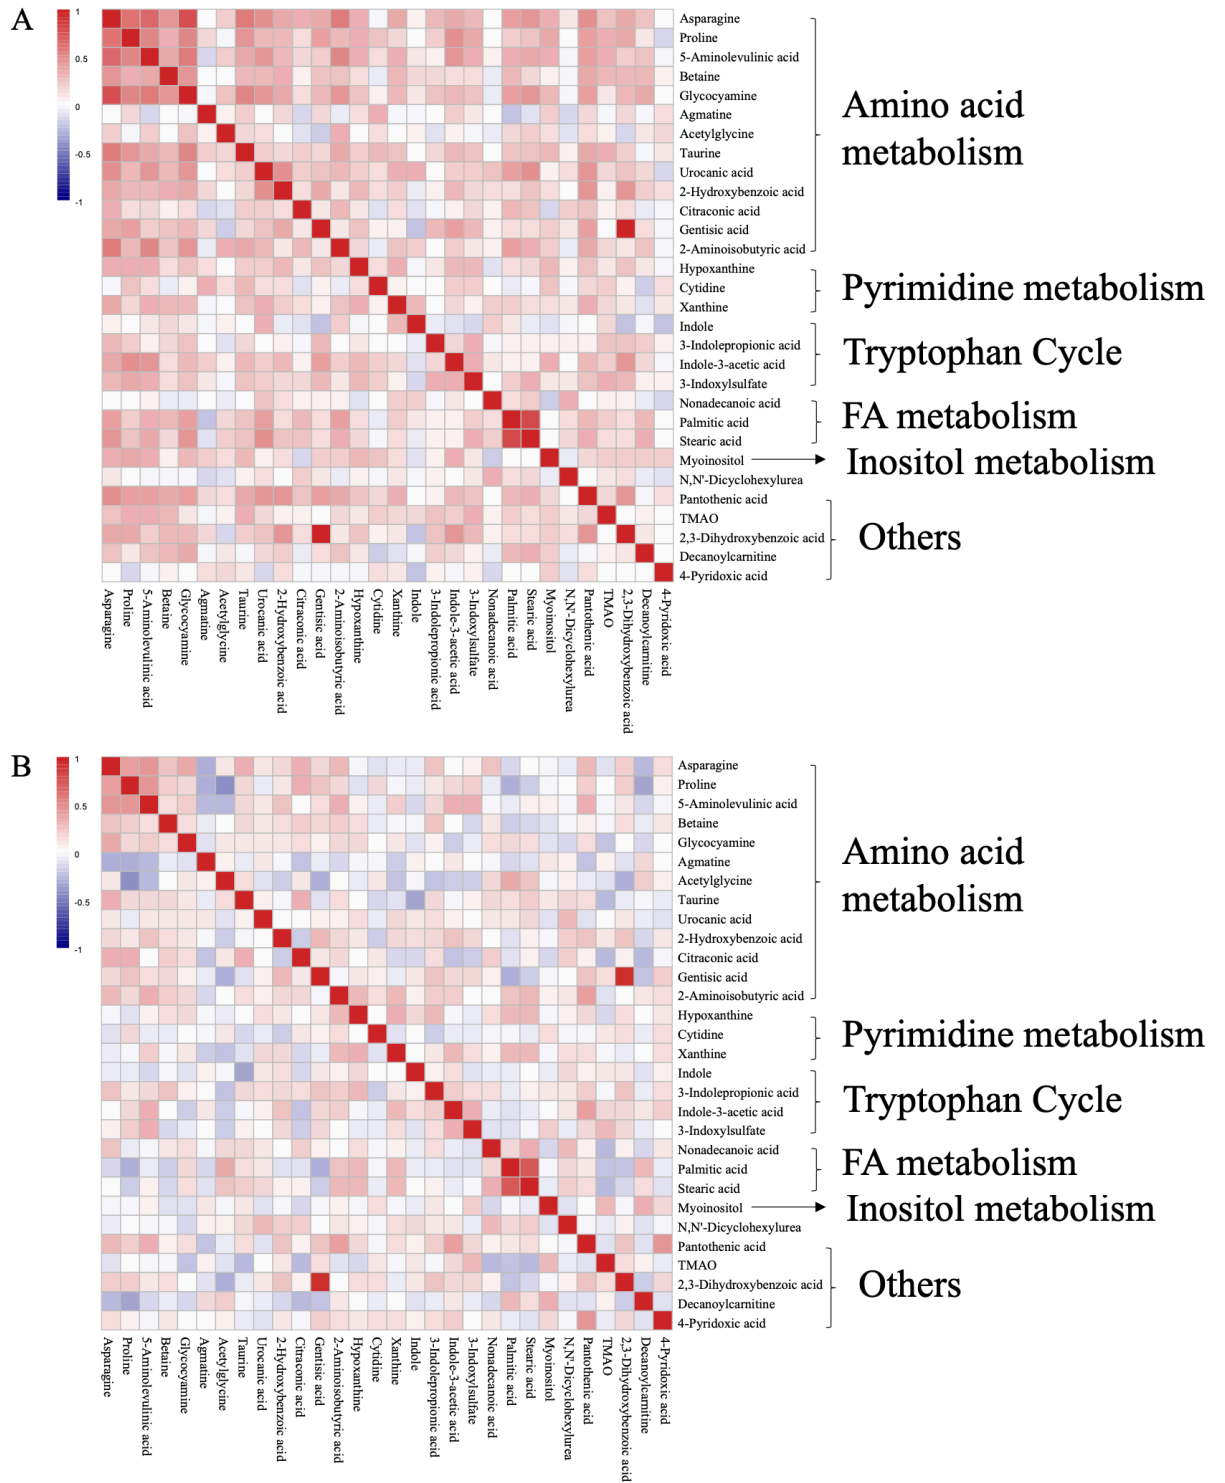 A
1
0.5
0
-0.5
-1
Asparagine
Proline
5-Aminolevulinic acid
Betaine
Glycocyamine
Agmatine
Acetylglycine
Taurine
Urocanic acid
2-Hydroxybenzoic acid
Citraconic acid
Gentisic acid
2-Aminoisobutyric acid
Hypoxanthine
Cytidine
Xanthine
Indole
3-Indolepropionic acid
Indole-3-acetic acid
3-Indoxylsulfate
Nonadecanoic acid
Palmitic acid
Stearic acid
Myoinositol
N,N'-Dicyclohexylurea
Pantothenic acid
TMAO
2,3-Dihydroxybenzoic acid
Decanoylcarnitine
4-Pyridoxic acid
Amino acid
metabolism
Pyrimidine metabolism
Tryptophan Cycle
FA metabolism
Inositol metabolism
Others
Asparagine
Proline
5-Aminolevulinic acid
Betaine
Glycocyamine
Agmatine
Acetylglycine
Taurine
Urocanic acid
2-Hydroxybenzoic acid
Citraconic acid
Gentisic acid
2-Aminoisobutyric acid
Hypoxanthine
Cytidine
Xanthine
Indole
3-Indolepropionic acid
Indole-3-acetic acid
3-Indoxylsulfate
Nonadecanoic acid
Palmitic acid
Stearic acid
Myoinositol
N,N'-Dicyclohexylurea
Pantothenic acid
TMAO
2,3-Dihydroxybenzoic acid
Decanoylcarnitine
4-Pyridoxic acid
B
1
0.5
0
-0.5
-1
Asparagine
Proline
5-Aminolevulinic acid
Betaine
Glycocyamine
Agmatine
Acetylglycine
Taurine
Urocanic acid
2-Hydroxybenzoic acid
Citraconic acid
Gentisic acid
2-Aminoisobutyric acid
Hypoxanthine
Cytidine
Xanthine
Indole
3-Indolepropionic acid
Indole-3-acetic acid
3-Indoxylsulfate
Nonadecanoic acid
Palmitic acid
Stearic acid
Myoinositol
N,N'-Dicyclohexylurea
Pantothenic acid
TMAO
2,3-Dihydroxybenzoic acid
Decanoylcarnitine
4-Pyridoxic acid
Amino acid
metabolism
Pyrimidine metabolism
Tryptophan Cycle
FA metabolism
Inositol metabolism
Others
Asparagine
Proline
5-Aminolevulinic acid
Betaine
Glycocyamine
Agmatine
Acetylglycine
Taurine
Urocanic acid
2-Hydroxybenzoic acid
Citraconic acid
Gentisic acid
2-Aminoisobutyric acid
Hypoxanthine
Cytidine
Xanthine
Indole
3-Indolepropionic acid
Indole-3-acetic acid
3-Indoxylsulfate
Nonadecanoic acid
Palmitic acid
Stearic acid
Myoinositol
N,N'-Dicyclohexylurea
Pantothenic acid
TMAO
2,3-Dihydroxybenzoic acid
Decanoylcarnitine
4-Pyridoxic acid